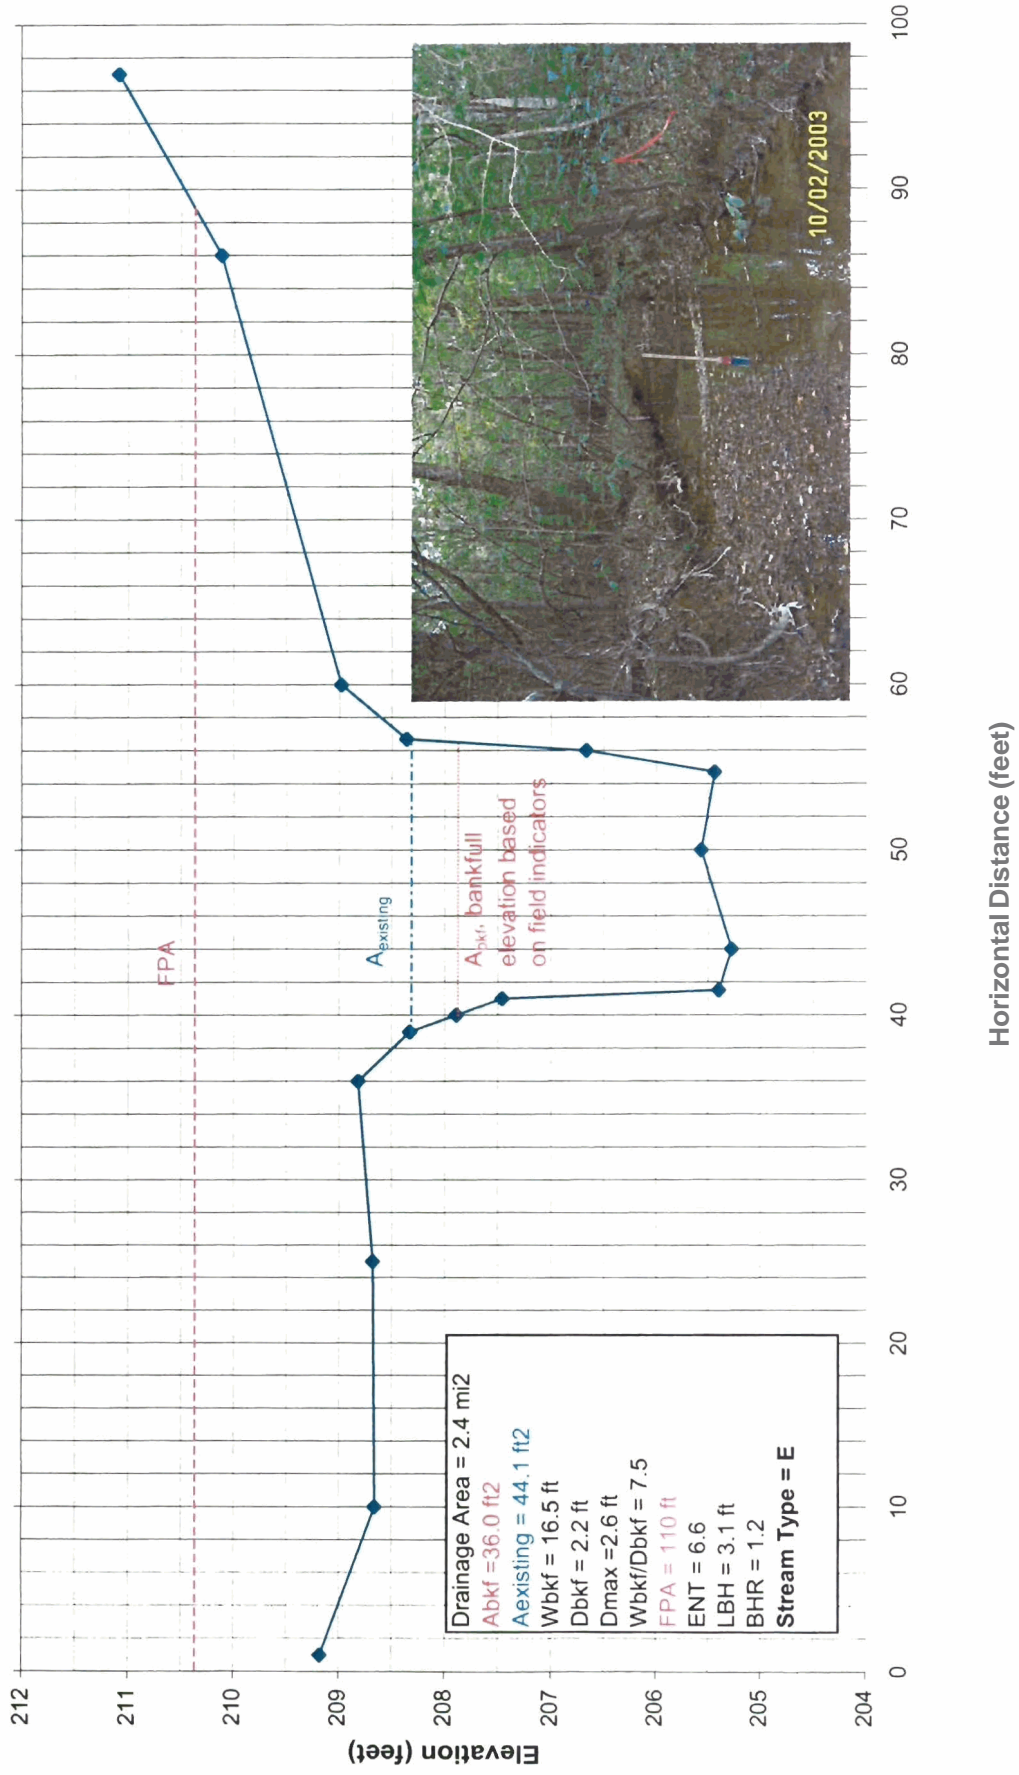 212
211
210
209
208
207
206
205
204
Elevation (feet)
FPA
Aexisting
Abkf, bankfull
elevation based
on field indicators
Drainage Area = 2.4 mi2
Abkf =36.0 ft2
Aexisting = 44.1 ft2
Wbkf = 16.5 ft
Dbkf = 2.2 ft
Dmax =2.6 ft
Wbkf/Dbkf = 7.5
FPA = 110 ft
ENT = 6.6
LBH = 3.1 ft
BHR = 1.2
Stream Type = E
10/02/2003
0
10
20
30
40
50
60
70
80
90
100
Horizontal Distance (feet)